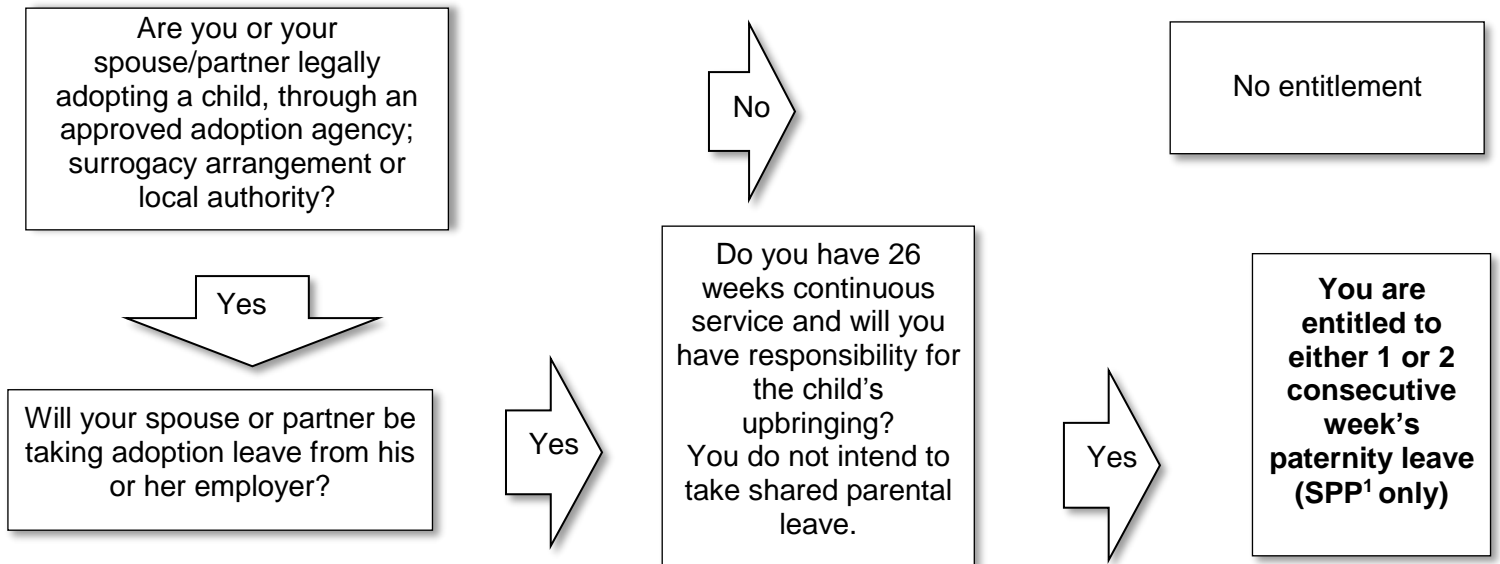 Are you or your
spouse/partner legally
adopting a child, through an
approved adoption agency;
surrogacy arrangement or
local authority?
No
No entitlement
Yes
Will your spouse or partner be
taking adoption leave from his
or her employer?
Yes
Do you have 26
weeks continuous
service and will you
have responsibility for
the child's
upbringing?
You do not intend to
take shared parental
leave.
Yes
You are
entitled to
either 1 or 2
consecutive
week's
paternity leave
(SPP¹ only)